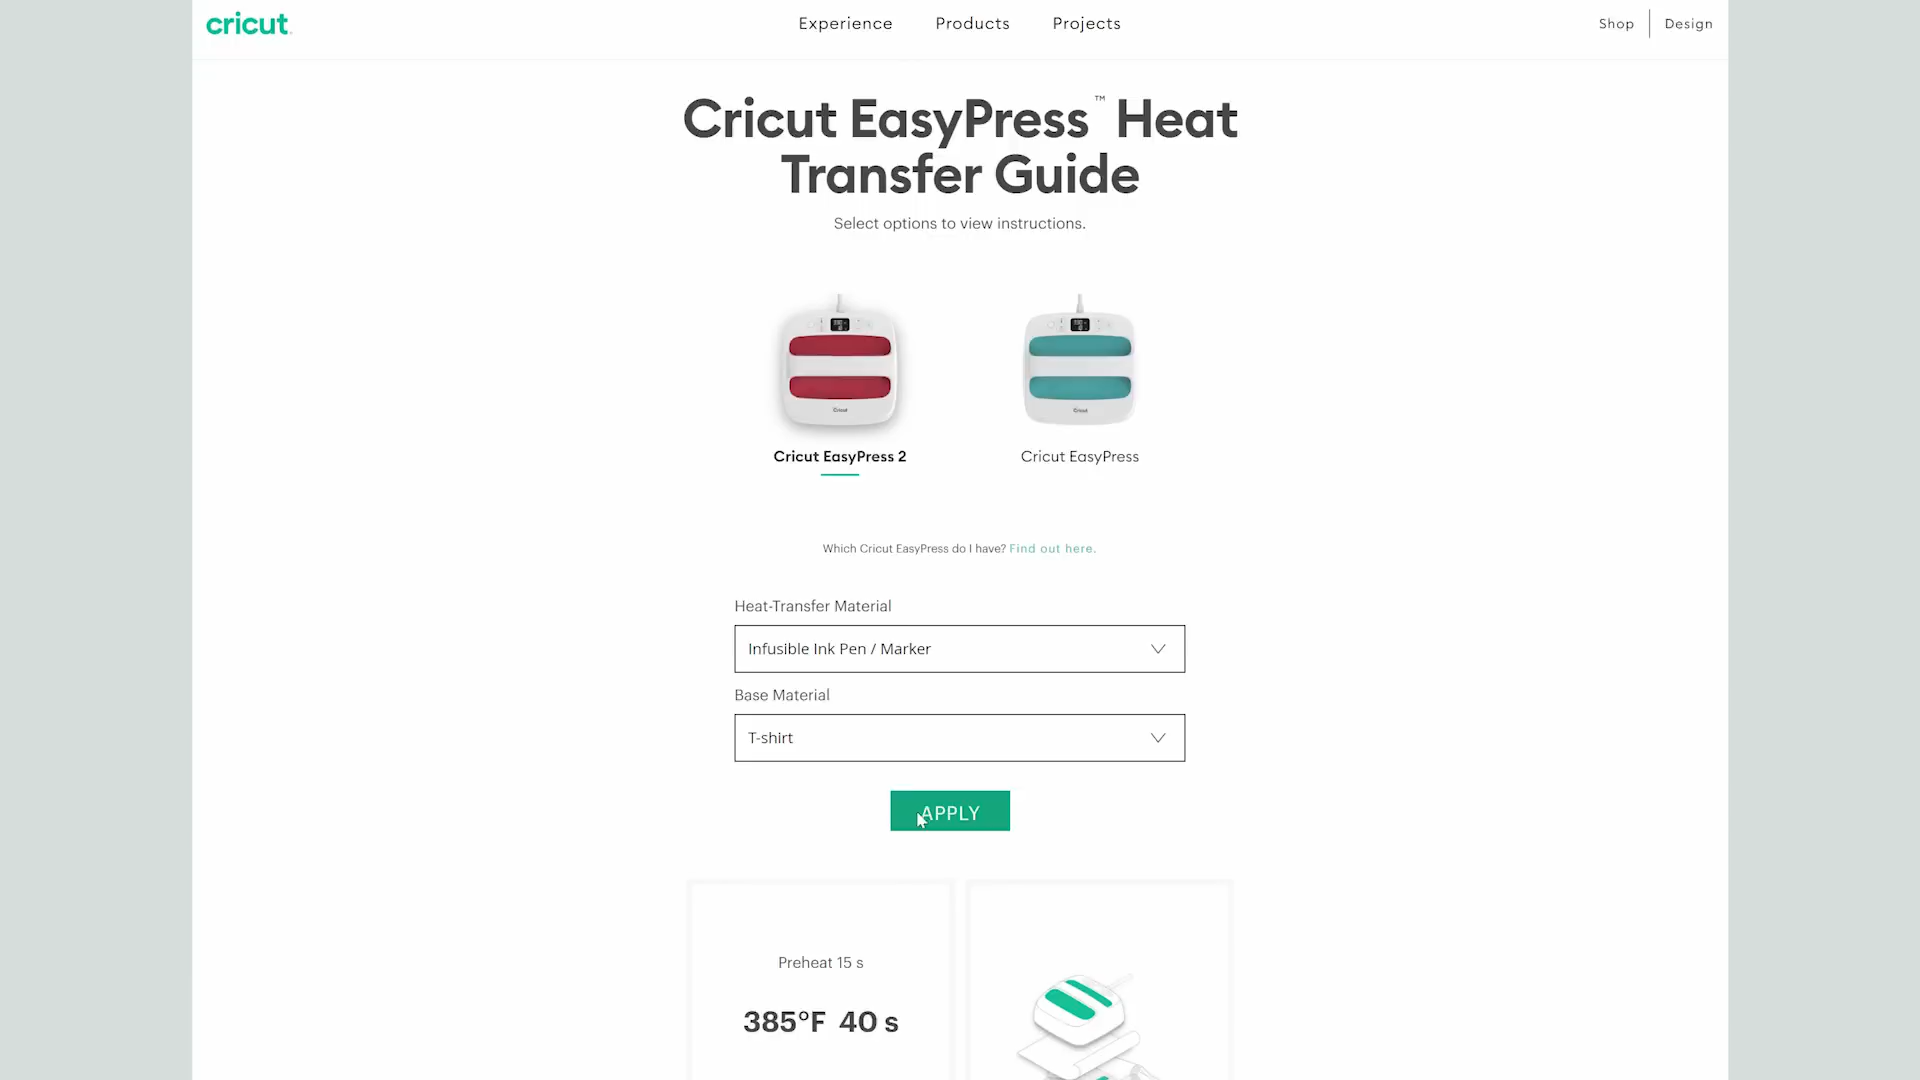 cricut
Experience Products Projects
Shop Design
Cricut EasyPress™ Heat
Transfer Guide
Select options to view instructions.
Cricut EasyPress 2
Cricut EasyPress
Which Cricut EasyPress do I have? Find out here.
Heat-Transfer Material
Infusible Ink Pen / Marker
Base Material
T-shirt
APPLY
Preheat 15 s
385°F 40 s